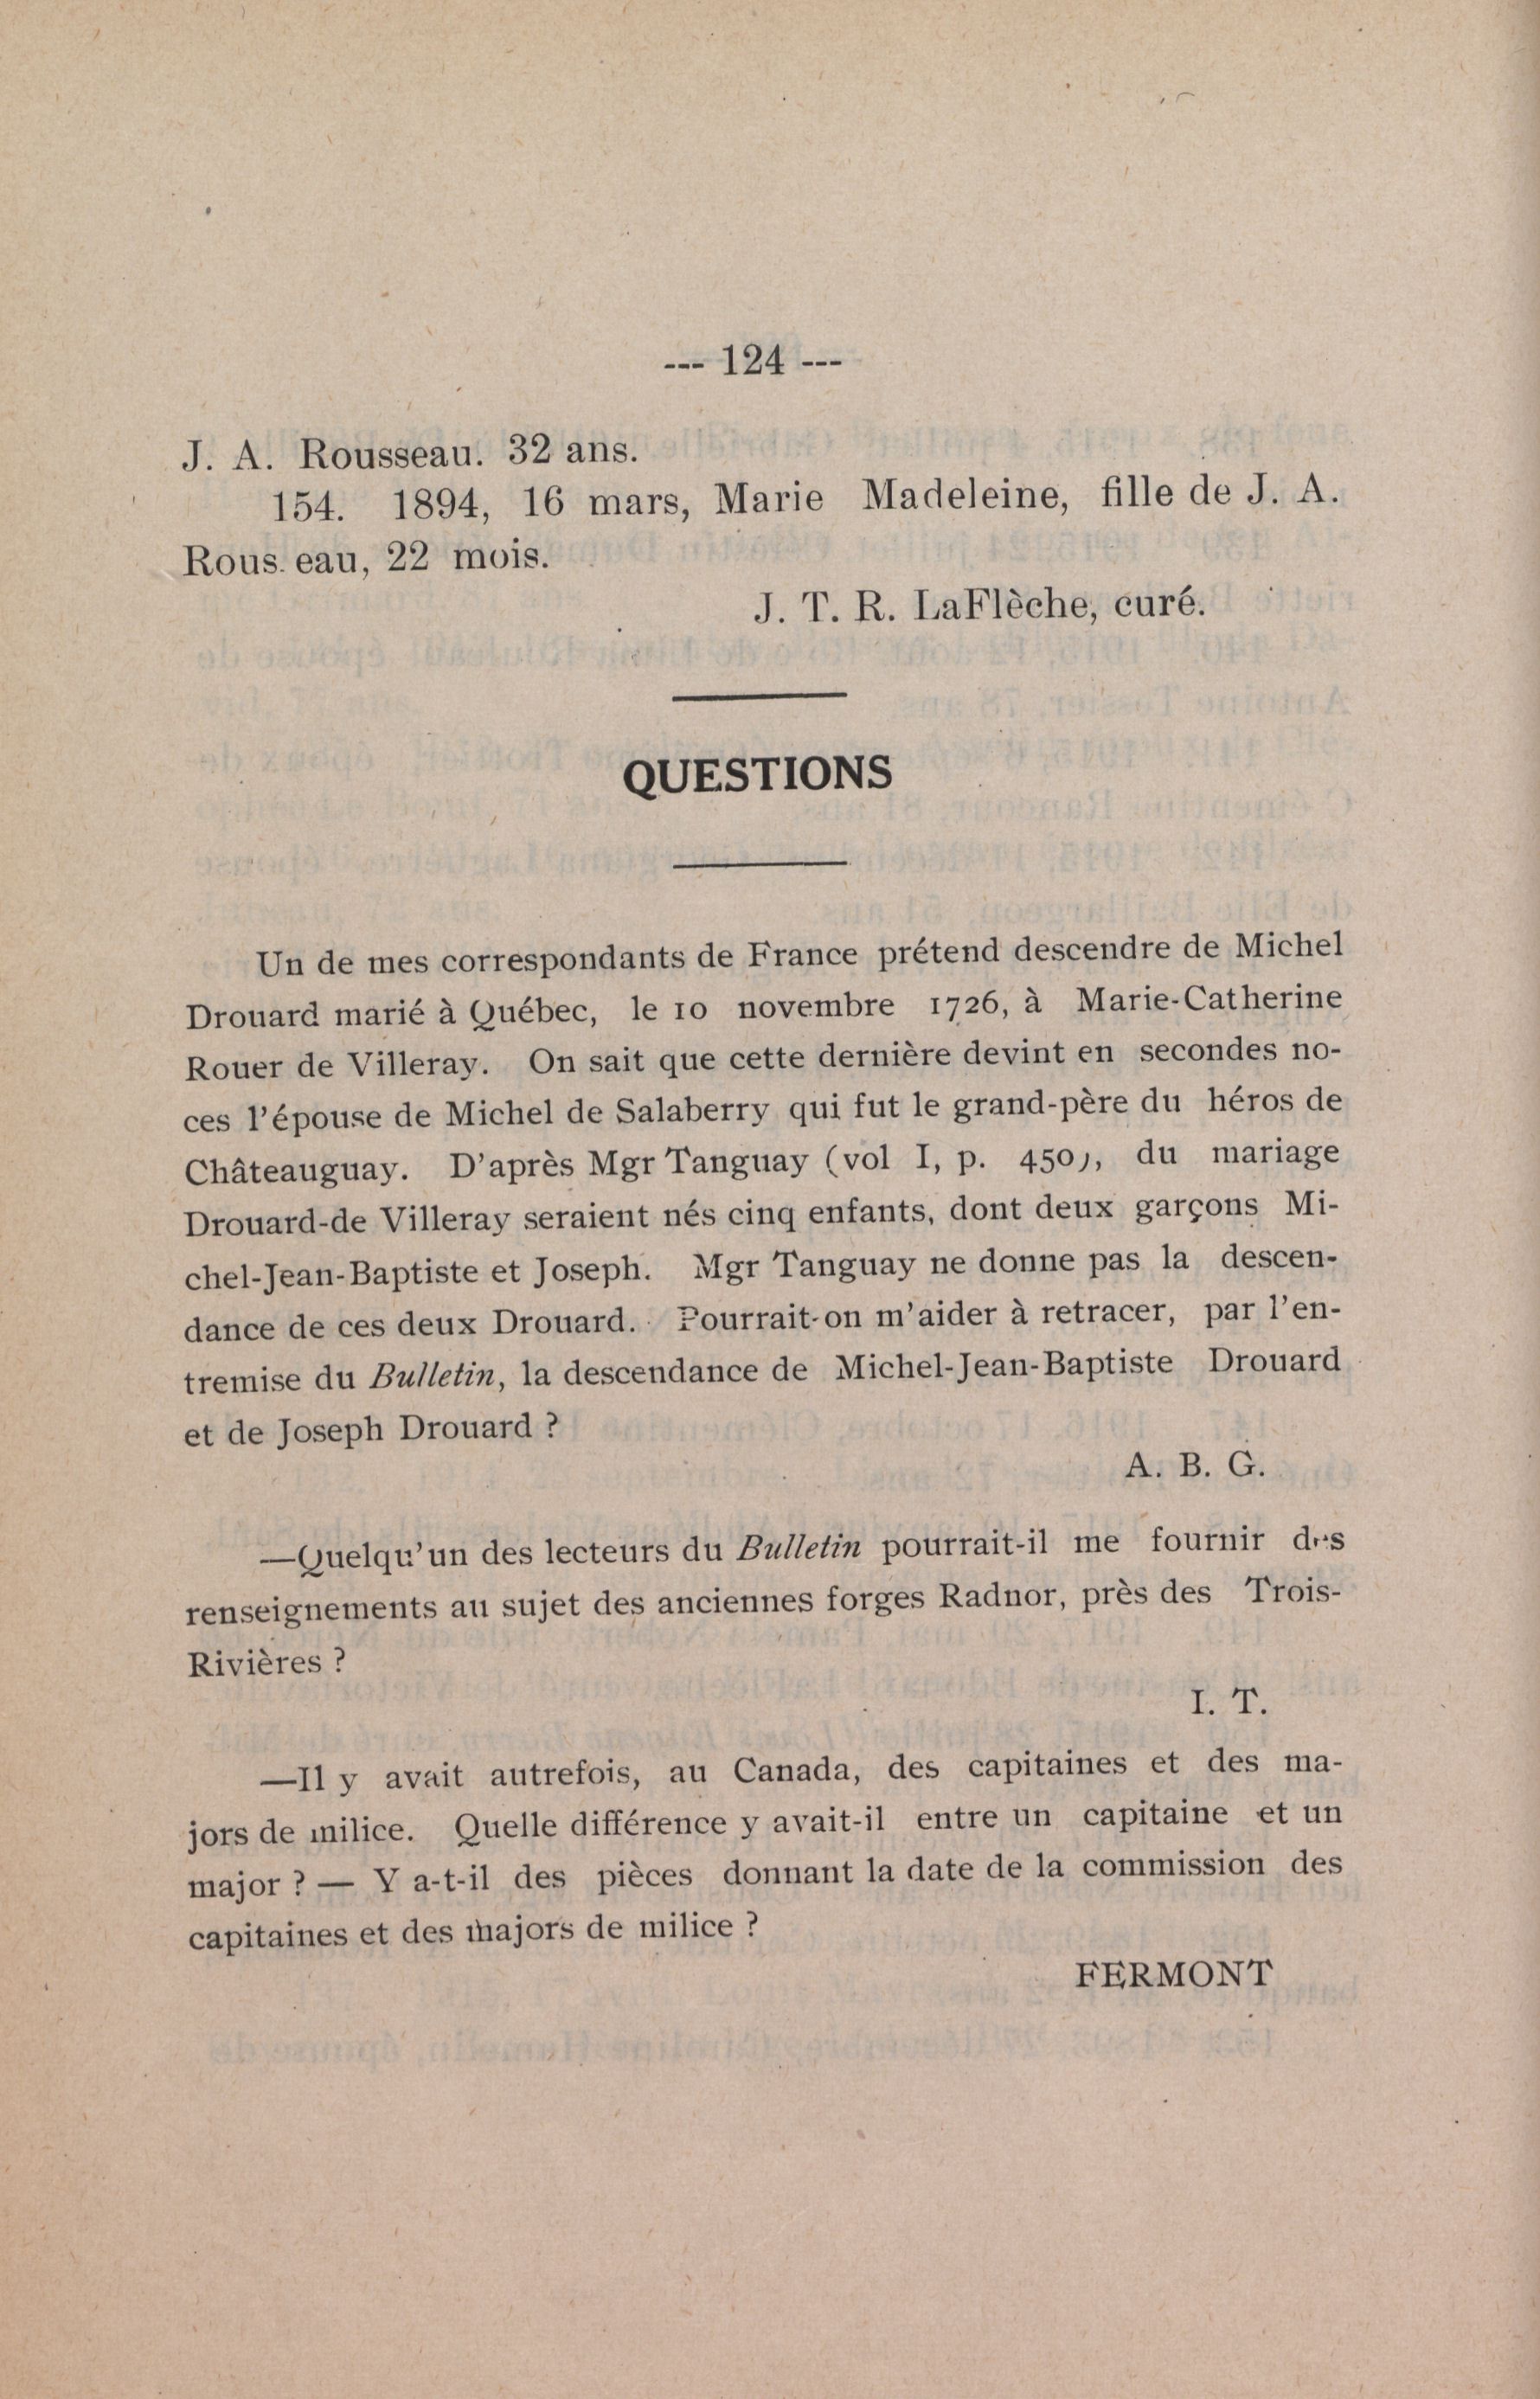 --- 124 ---
J. A. Rousseau. 32 ans.
154. 1894, 16 mars, Marie Madeleine, fille de J. A.
Rous. eau, 22 mois.
J. T. R. LaFlèche, curé.
QUESTIONS
Un de mes correspondants de France prétend descendre de Michel
Drouard marié à Québec, le 10 novembre 1726, à Marie-Catherine
Rouer de Villeray. On sait que cette dernière devint en secondes no-
ces l'épouse de Michel de Salaberry qui fut le grand-père du héros de
Châteauguay. D'après Mgr Tanguay (vol I, p. 450), du mariage
Drouard-de Villeray seraient nés cinq enfants, dont deux garçons Mi-
chel-Jean-Baptiste et Joseph. Mgr Tanguay ne donne pas la descen-
dance de ces deux Drouard. Pourrait-on m'aider à retracer, par l'en-
tremise du Bulletin, la descendance de Michel-Jean-Baptiste Drouard
et de Joseph Drouard ?
A. B. G.
—Quelqu'un des lecteurs du Bulletin pourrait-il me fournir des
renseignements au sujet des anciennes forges Radnor, près des Trois-
Rivières ?
I. T.
—Il y avait autrefois, au Canada, des capitaines et des ma-
jors de milice. Quelle différence y avait-il entre un capitaine et un
major ? — Y a-t-il des pièces donnant la date de la commission des
capitaines et des majors de milice ?
FERMONT